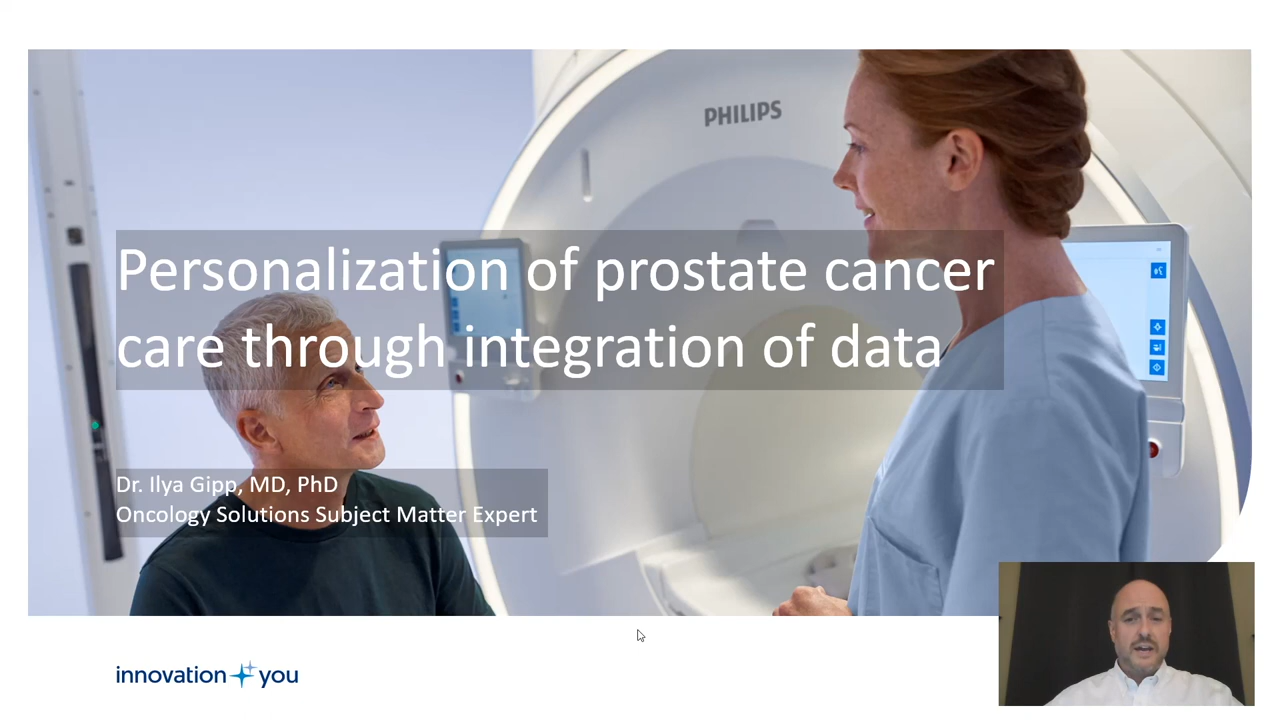 PHILIPS
Personalization of prostate cancer
care through integration of data
Dr. Ilya Gipp, MD, PhD
Oncology Solutions Subject Matter Expert
innovation you